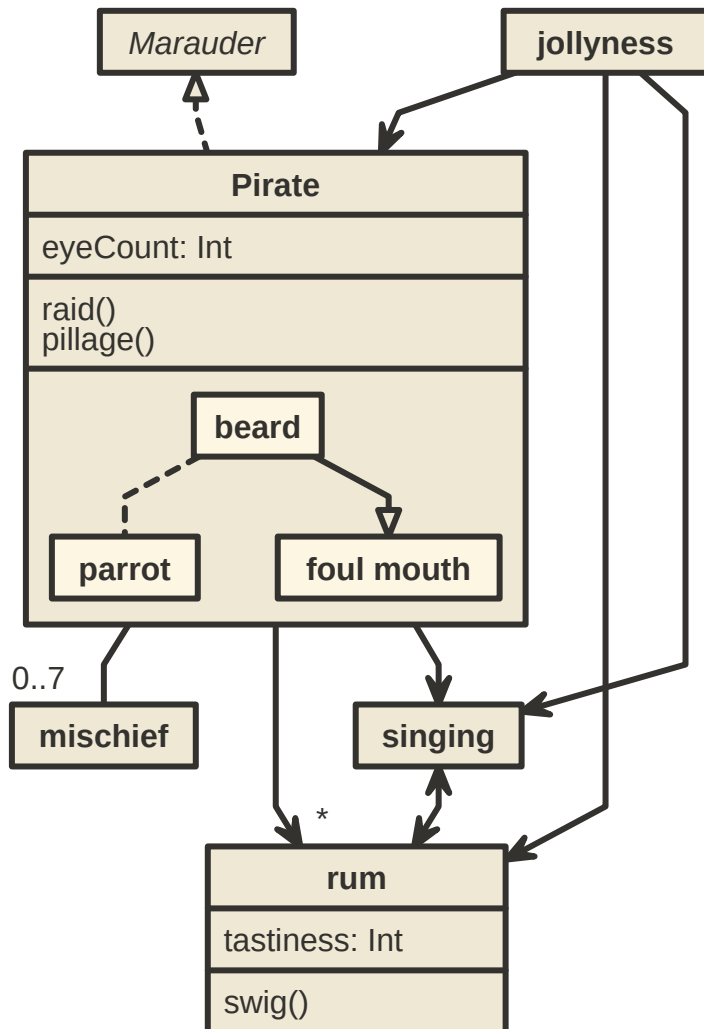 Marauder
jollyness
Pirate
eyeCount: Int
raid()
pillage()
beard
parrot
foul mouth
0..7
mischief
singing
*
rum
tastiness: Int
swig()